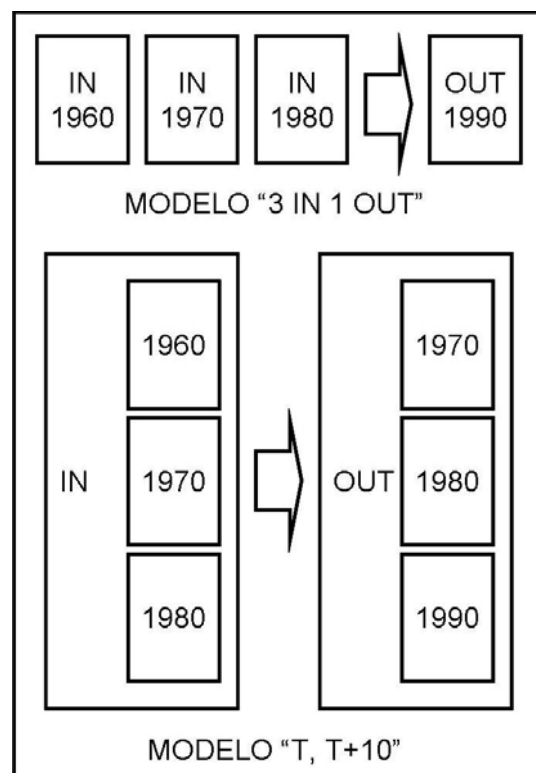 IN
1960
IN
1970
IN
1980
OUT
1990
MODELO “3 IN 1 OUT”
IN
1960
1970
1980
OUT
1970
1980
1990
MODELO “T, T+10”